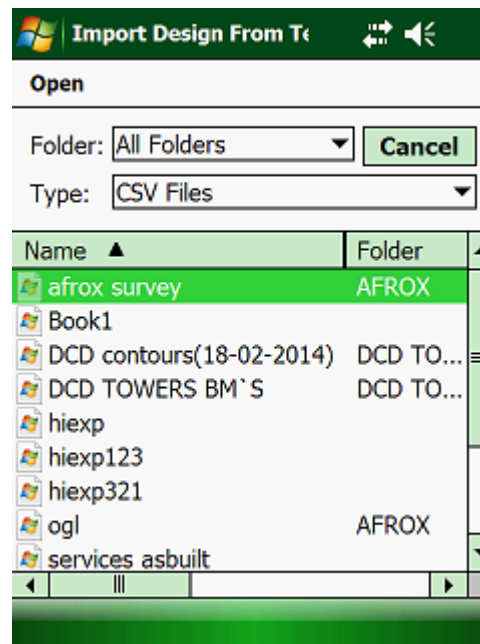 Import Design From Te
Open
Folder: All Folders Cancel
Type: CSV Files
Name Folder
afrox survey AFROX
Book1
DCD contours(18-02-2014) DCD TO...
DCD TOWERS BM`S DCD TO...
hiexp
hiexp123
hiexp321
ogl AFROX
services asbuilt